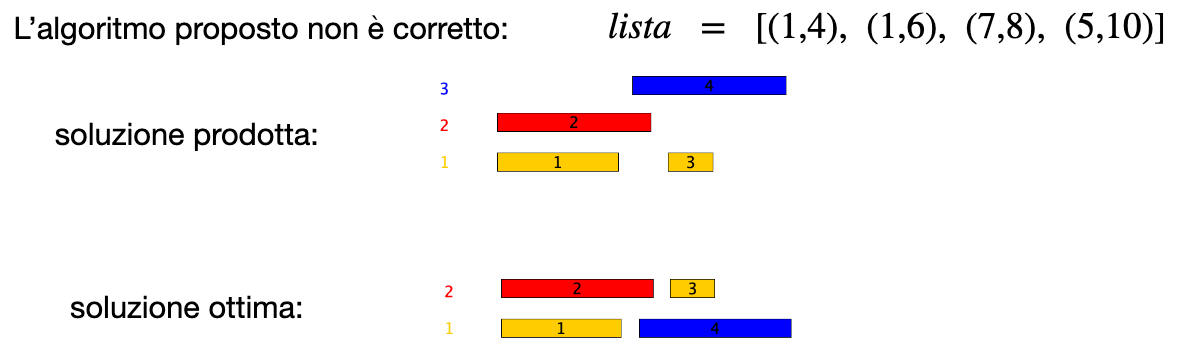 L'algoritmo proposto non è corretto: lista = [(1,4), (1,6), (7,8), (5,10)]
3 4
2 2
soluzione prodotta:
1 1 3
2 2 3
soluzione ottima:
1 1 4